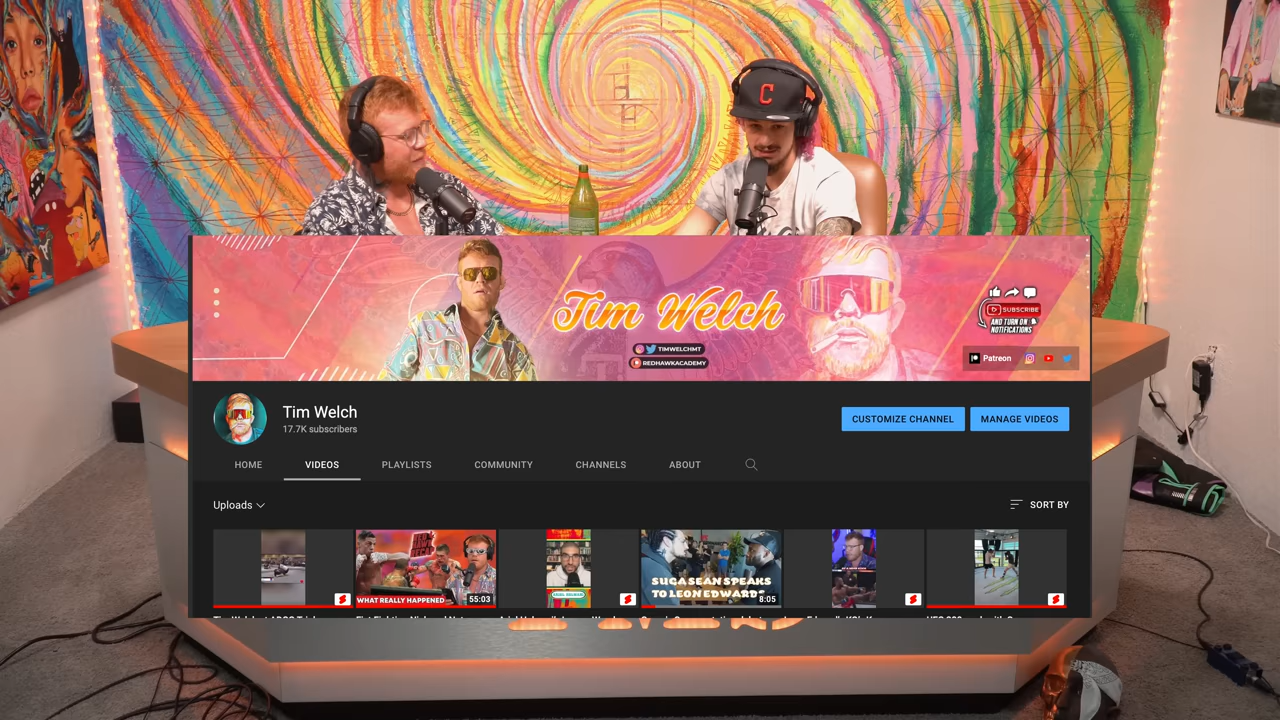 C
Tim Welch
SUBSCRIBE
AND TURN ON
NOTIFICATIONS
TIMWELCHMT
REDHAWKACADEMY
Patreon
Tim Welch
17.7K subscribers
CUSTOMIZE CHANNEL
MANAGE VIDEOS
HOME
VIDEOS
PLAYLISTS
COMMUNITY
CHANNELS
ABOUT
Uploads
SORT BY
WHAT REALLY HAPPENED
55:03
SUGA SEAN SPEAKS
TO LEON EDWARDS
8:05